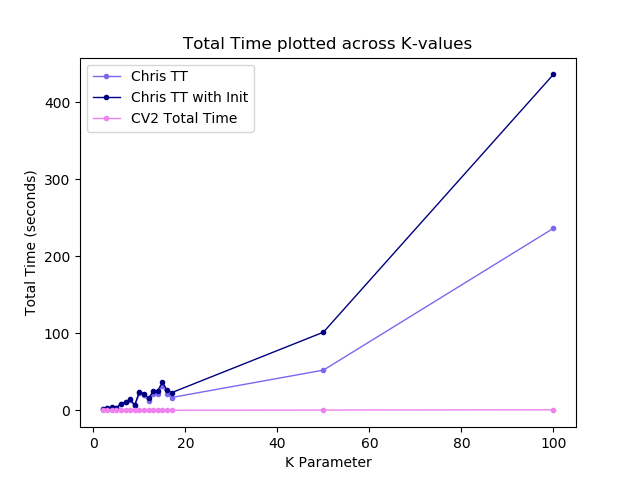 Total Time plotted across K-values
Chris TT
Chris TT with Init
CV2 Total Time
Total Time (seconds)
400
300
200
100
0
0 20 40 60 80 100
K Parameter